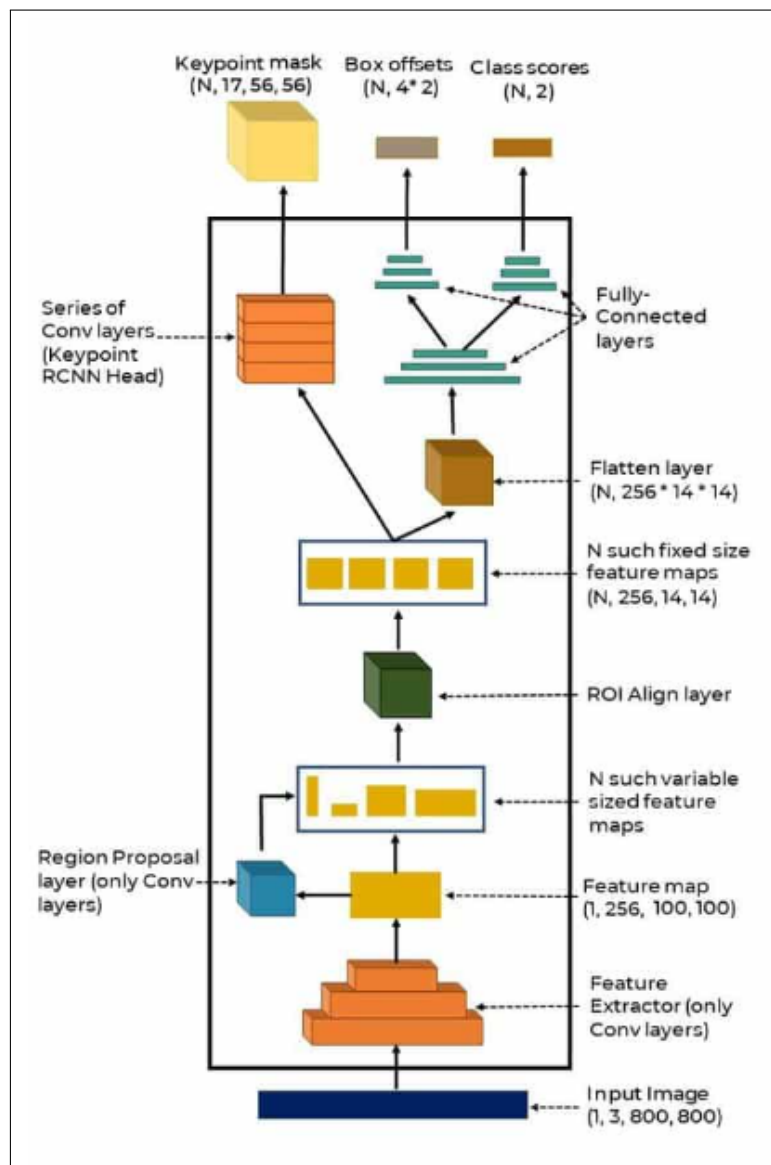 Keypoint mask
(N, 17, 56, 56)
Box offsets
(N, 4* 2)
Class scores
(N, 2)
Series of
Conv layers
(Keypoint
RCNN Head)
Fully-
Connected
layers
Flatten layer
(N, 256 * 14 * 14)
N such fixed size
feature maps
(N, 256, 14, 14)
ROI Align layer
N such variable
sized feature
maps
Region Proposal
layer (only Conv
layers)
Feature map
(1, 256, 100, 100)
Feature
Extractor (only
Conv layers)
Input Image
(1, 3, 800, 800)